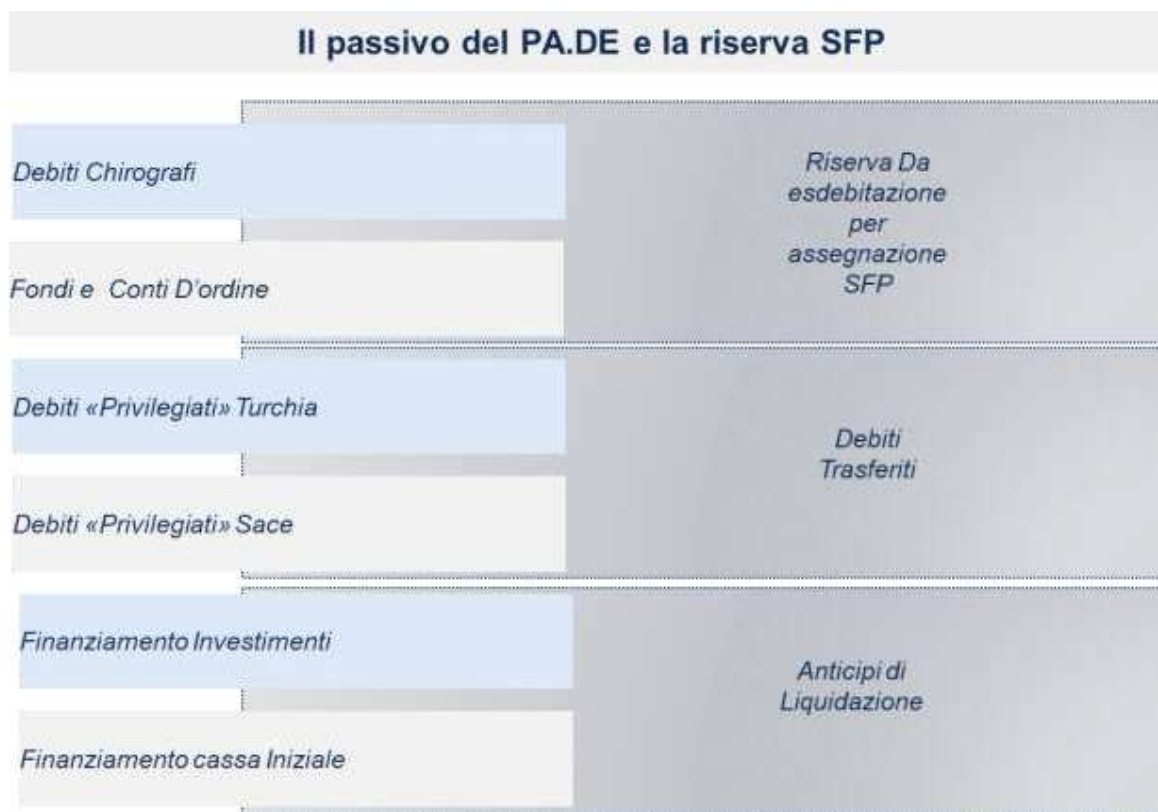 Il passivo del PA.DE e la riserva SFP
Debiti Chirografi
Riserva Da
esdebitazione
per
assegnazione
SFP
Fondi e Conti D'ordine
Debiti «Privilegiati» Turchia
Debiti
Trasferiti
Debiti «Privilegiati» Sace
Finanziamento Investimenti
Anticipi di
Liquidazione
Finanziamento cassa Iniziale